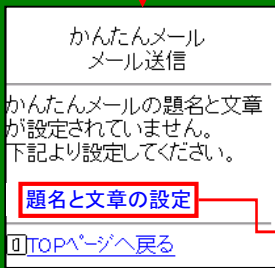 かんたんメール
メール送信
かんたんメールの題名と文章
が設定されていません。
下記より設定してください。
題名と文章の設定
0TOPページへ戻る